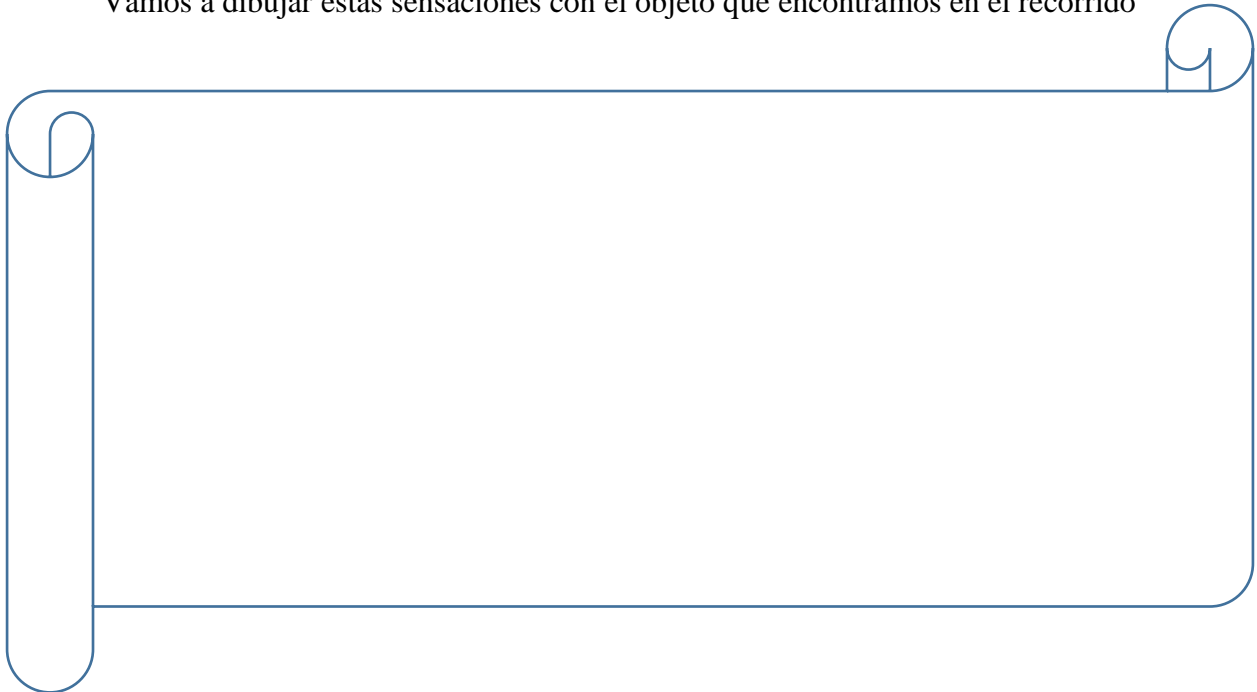 Vamos a dibujar estas sensaciones con el objeto que encontramos en el recorrido